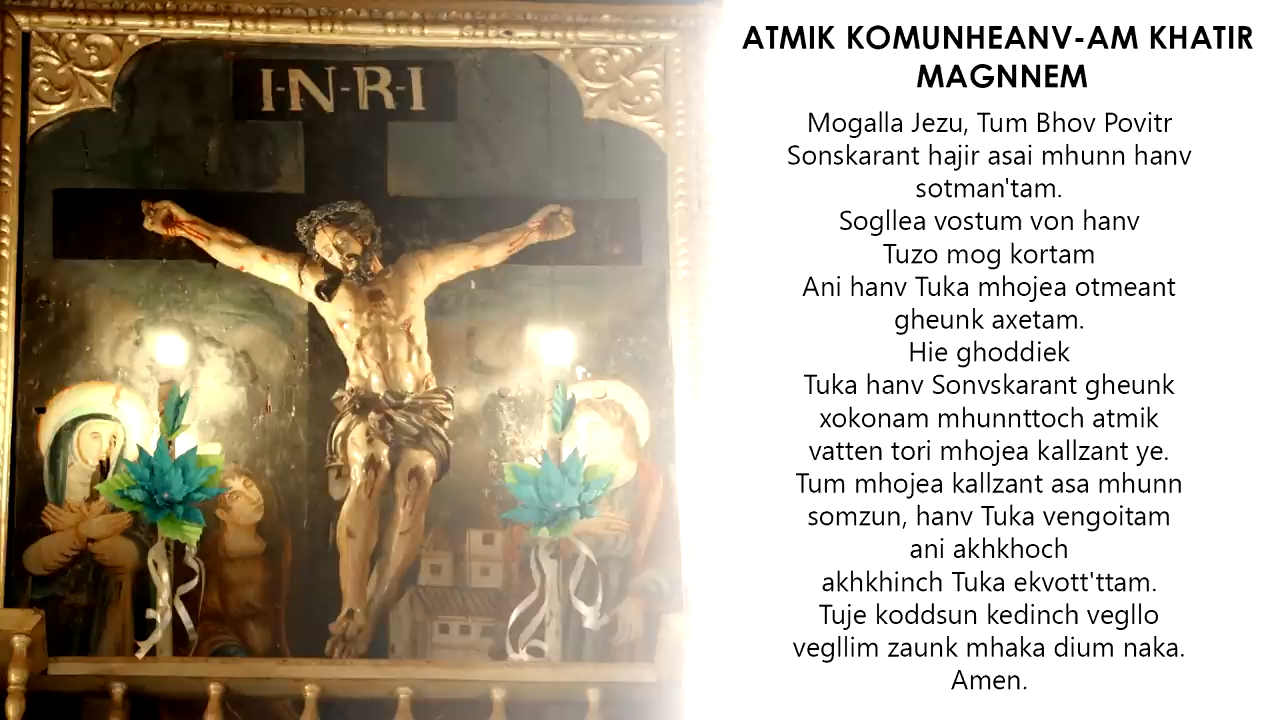 I-N-R-I
ATMIK KOMUNHEANV-AM KHATIR
MAGNNEM
Mogalla Jezu, Tum Bhov Povitr
Sonskarant hajir asai mhunn hanv
sotman'tam.
Sogllea vostum von hanv
Tuzo mog kortam
Ani hanv Tuka mhojea otmeant
gheunk axetam.
Hie ghoddiek
Tuka hanv Sonvskarant gheunk
xokonam mhunnttoch atmik
vatten tori mhojea kallzant ye.
Tum mhojea kallzant asa mhunn
somzun, hanv Tuka vengoitam
ani akhkhoch
akhkhinch Tuka ekvott'ttam.
Tuje koddsun kedinch vegllo
vegllim zaunk mhaka dium naka.
Amen.